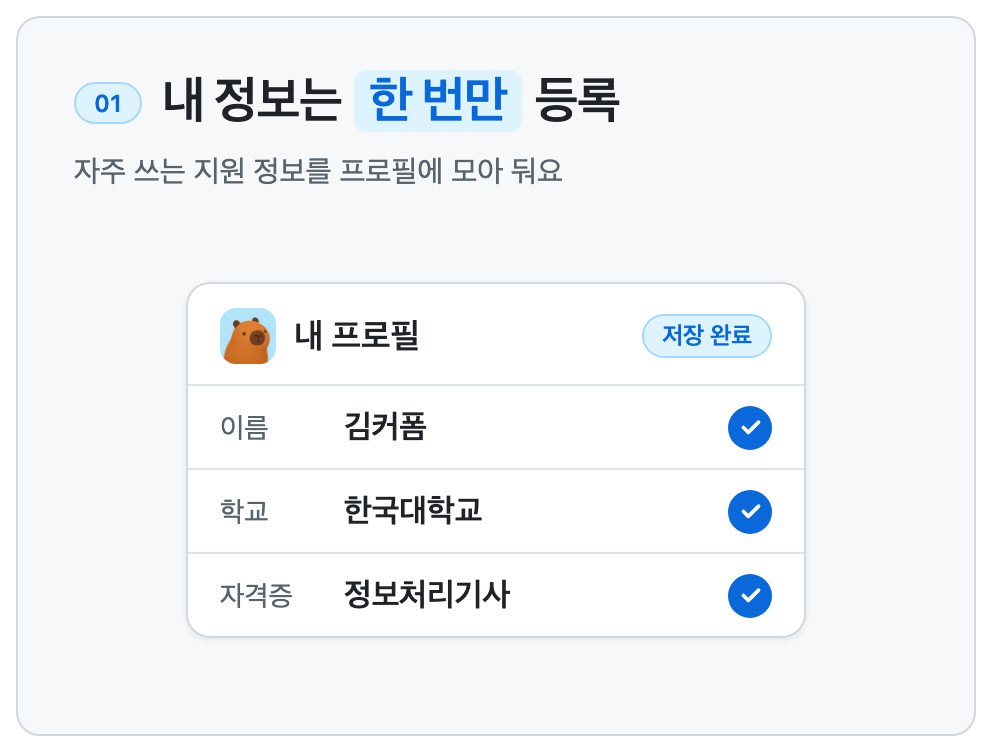 01 내 정보는 한 번만 등록
자주 쓰는 지원 정보를 프로필에 모아 둬요
내 프로필 저장 완료
이름 김커폼
학교 한국대학교
자격증 정보처리기사